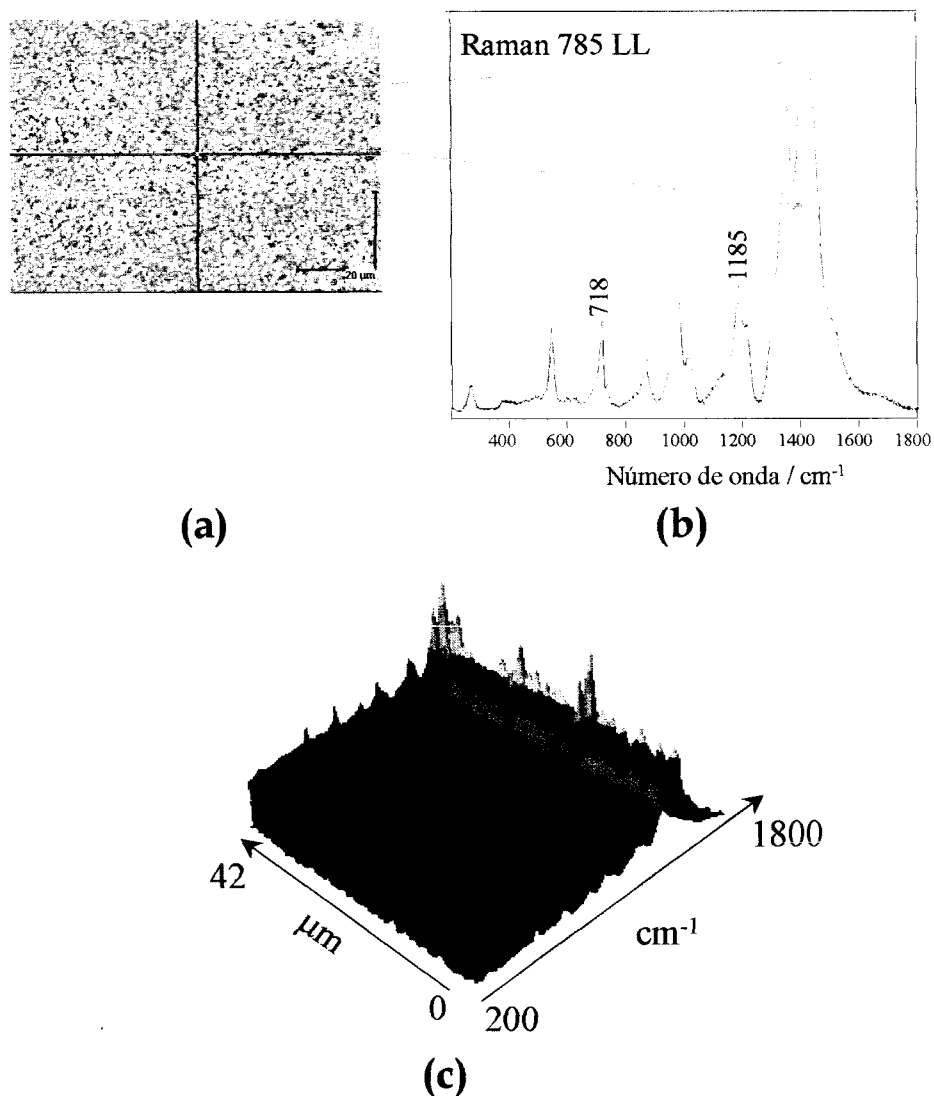 Raman 785 LL
20 µm
718
1185
400 600 800 1000 1200 1400 1600 1800
Número de onda / cm-1
(a)
(b)
42
µm
0
200
cm-1
1800
(c)